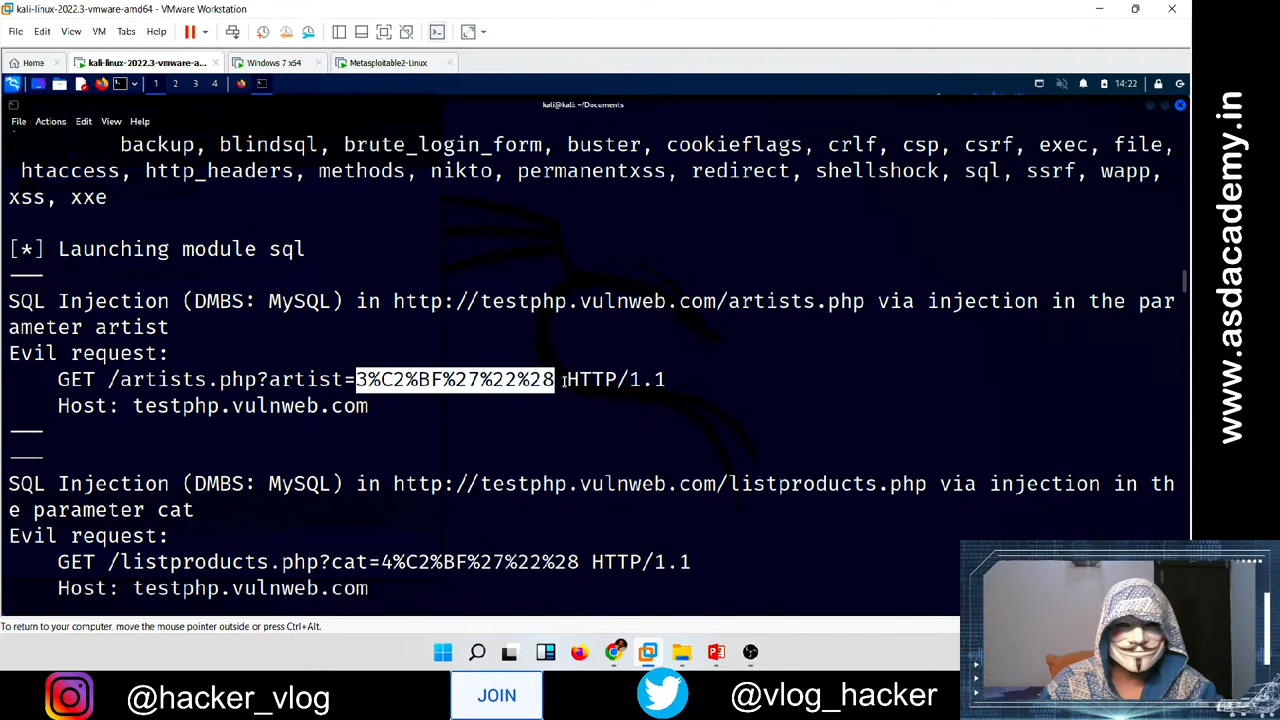 kali-linux-2022.3-vmware-amd64 - VMware Workstation
File Edit View VM Tabs Help
Home kali-linux-2022.3-vmware-a... Windows 7 x64 Metasploitable2-Linux
1 2 3 4 14:22
kali@kali: ~/Documents
File Actions Edit View Help
backup, blindsql, brute_login_form, buster, cookieflags, crlf, csp, csrf, exec, file,
htaccess, http_headers, methods, nikto, permanentxss, redirect, shellshock, sql, ssrf, wapp,
xss, xxe
[*] Launching module sql
---
SQL Injection (DMBS: MySQL) in http://testphp.vulnweb.com/artists.php via injection in the par
ameter artist
Evil request:
GET /artists.php?artist=3%C2%BF%27%22%28 HTTP/1.1
Host: testphp.vulnweb.com
---
---
SQL Injection (DMBS: MySQL) in http://testphp.vulnweb.com/listproducts.php via injection in th
e parameter cat
Evil request:
GET /listproducts.php?cat=4%C2%BF%27%22%28 HTTP/1.1
Host: testphp.vulnweb.com
To return to your computer, move the mouse pointer outside or press Ctrl+Alt.
@hacker_vlog JOIN @vlog_hacker
www.asdacademy.in